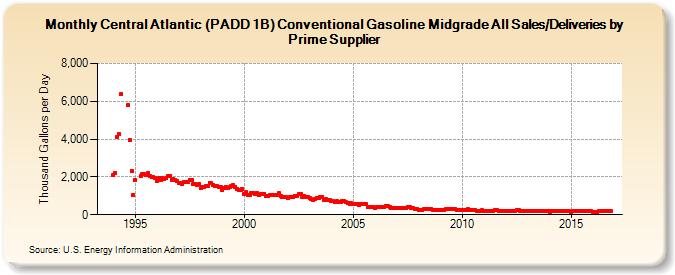 Monthly Central Atlantic (PADD 1B) Conventional Gasoline Midgrade All Sales/Deliveries by
Prime Supplier
Thousand Gallons per Day
8,000
6,000
4,000
2,000
0
1995
2000
2005
2010
2015
Source: U.S. Energy Information Administration